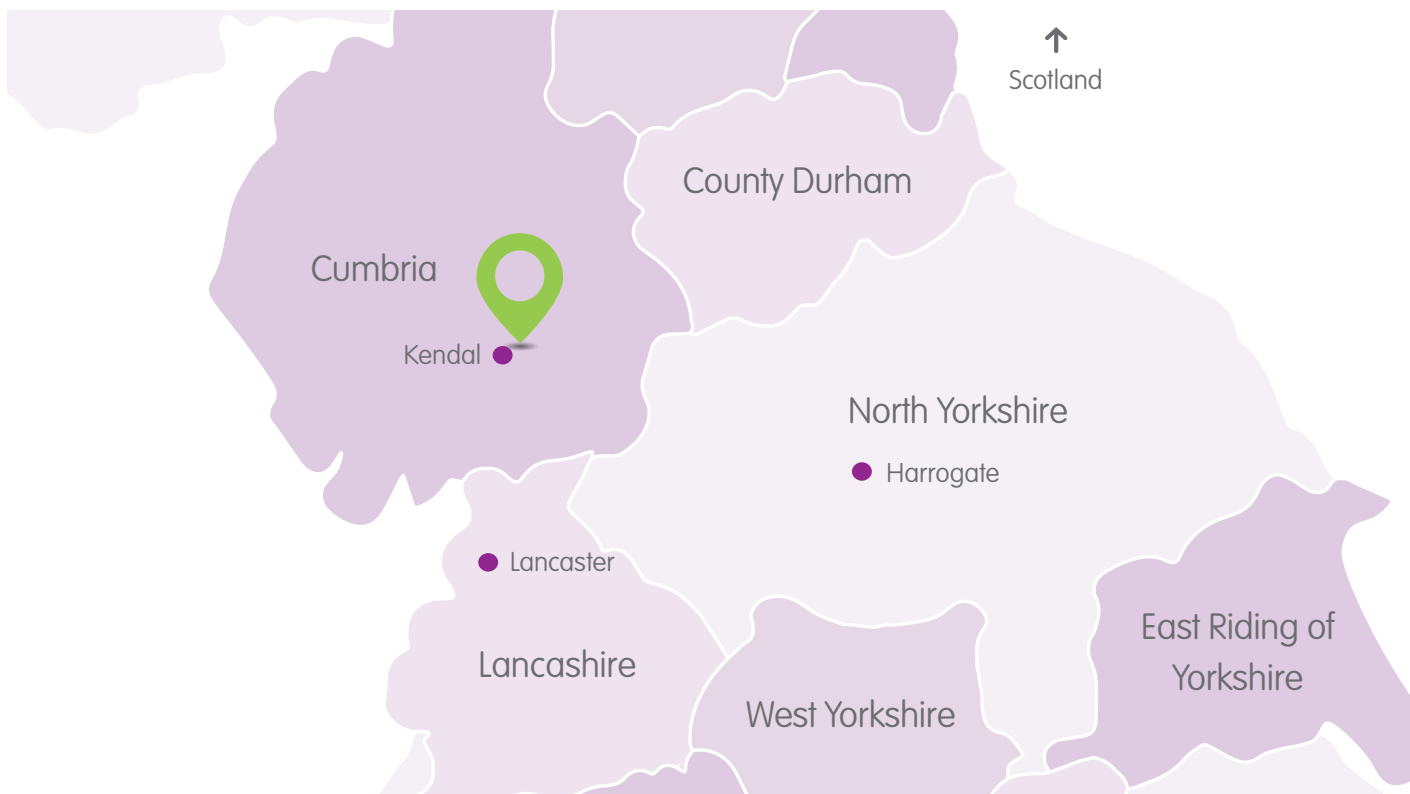 Scotland
County Durham
Cumbria
Kendal
North Yorkshire
Harrogate
Lancaster
East Riding of
Yorkshire
Lancashire
West Yorkshire